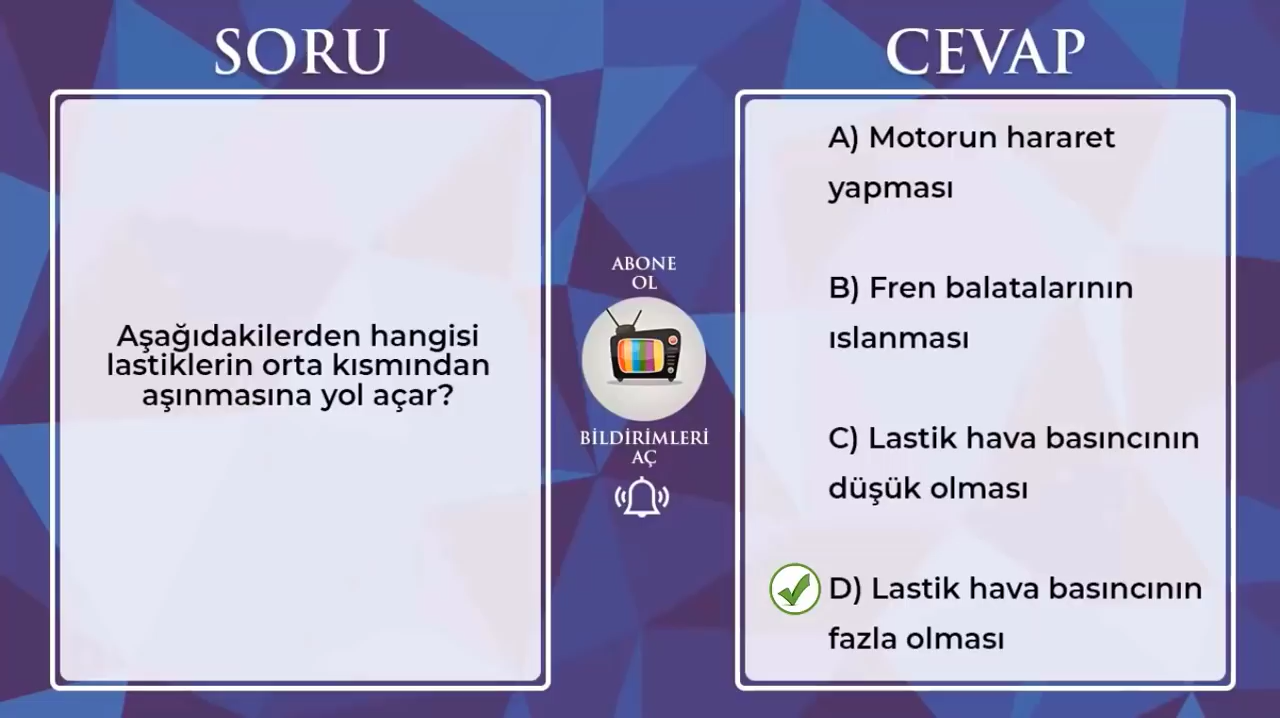 SORU
Aşağıdakilerden hangisi
lastiklerin orta kısmından
aşınmasına yol açar?
ABONE
OL
BİLDİRİMLERİ
AÇ
CEVAP
A) Motorun hararet
yapması
B) Fren balatalarının
ıslanması
C) Lastik hava basıncının
düşük olması
D) Lastik hava basıncının
fazla olması